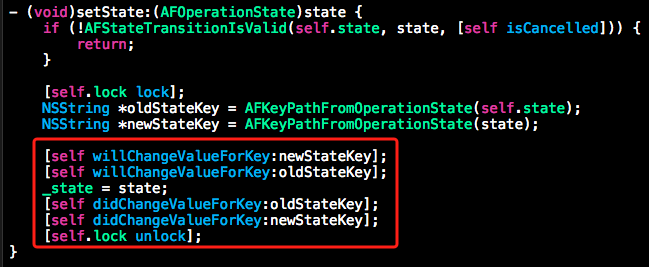 - (void)setState:(AFOperationState)state {
    if (!AFStateTransitionIsValid(self.state, state, [self isCancelled])) {
        return;
    }

    [self.lock lock];
    NSString *oldStateKey = AFKeyPathFromOperationState(self.state);
    NSString *newStateKey = AFKeyPathFromOperationState(state);

    [self willChangeValueForKey:newStateKey];
    [self willChangeValueForKey:oldStateKey];
    _state = state;
    [self didChangeValueForKey:oldStateKey];
    [self didChangeValueForKey:newStateKey];
    [self.lock unlock];
}